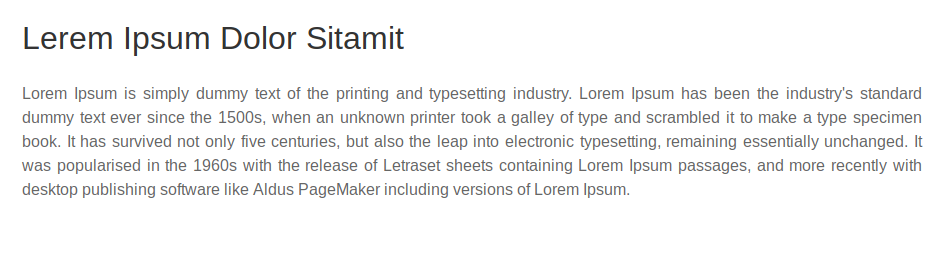 Lerem Ipsum Dolor Sitamit
Lorem Ipsum is simply dummy text of the printing and typesetting industry. Lorem Ipsum has been the industry's standard
dummy text ever since the 1500s, when an unknown printer took a galley of type and scrambled it to make a type specimen
book. It has survived not only five centuries, but also the leap into electronic typesetting, remaining essentially unchanged. It
was popularised in the 1960s with the release of Letraset sheets containing Lorem Ipsum passages, and more recently with
desktop publishing software like Aldus PageMaker including versions of Lorem Ipsum.